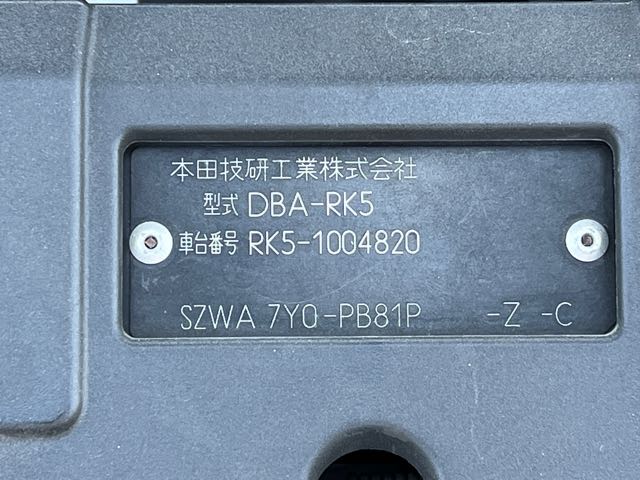 本田技研工業株式会社
型式 DBA-RK5
車台番号 RK5-1004820
SZWA 7Y0-PB81P -Z -C